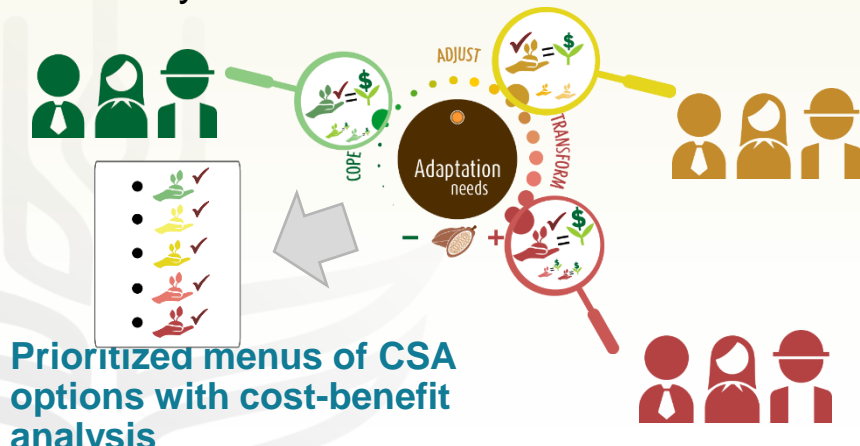 ADJUST
COPE
TRANSFORM
Adaptation
needs
Prioritized menus of CSA
options with cost-benefit
analysis